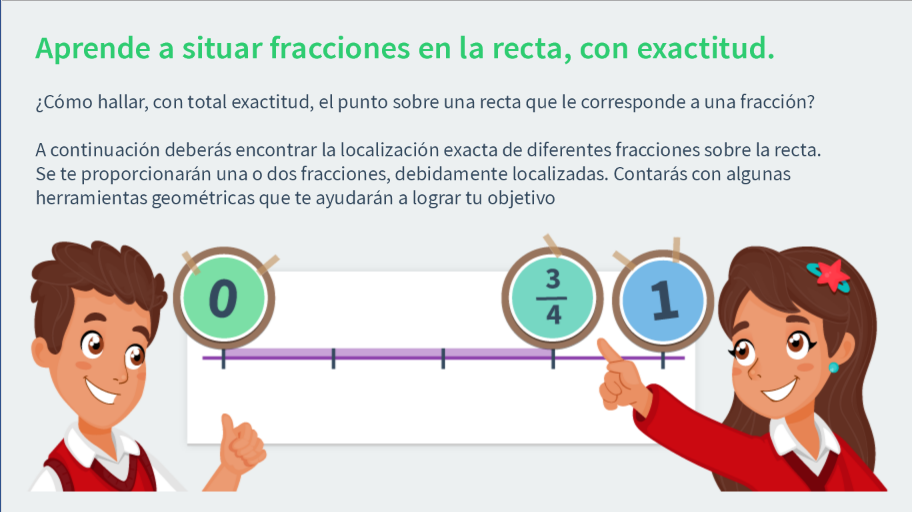 Aprende a situar fracciones en la recta, con exactitud.
¿Cómo hallar, con total exactitud, el punto sobre una recta que le corresponde a una fracción?
A continuación deberás encontrar la localización exacta de diferentes fracciones sobre la recta.
Se te proporcionarán una o dos fracciones, debidamente localizadas. Contarás con algunas
herramientas geométricas que te ayudarán a lograr tu objetivo
0
3
4
1